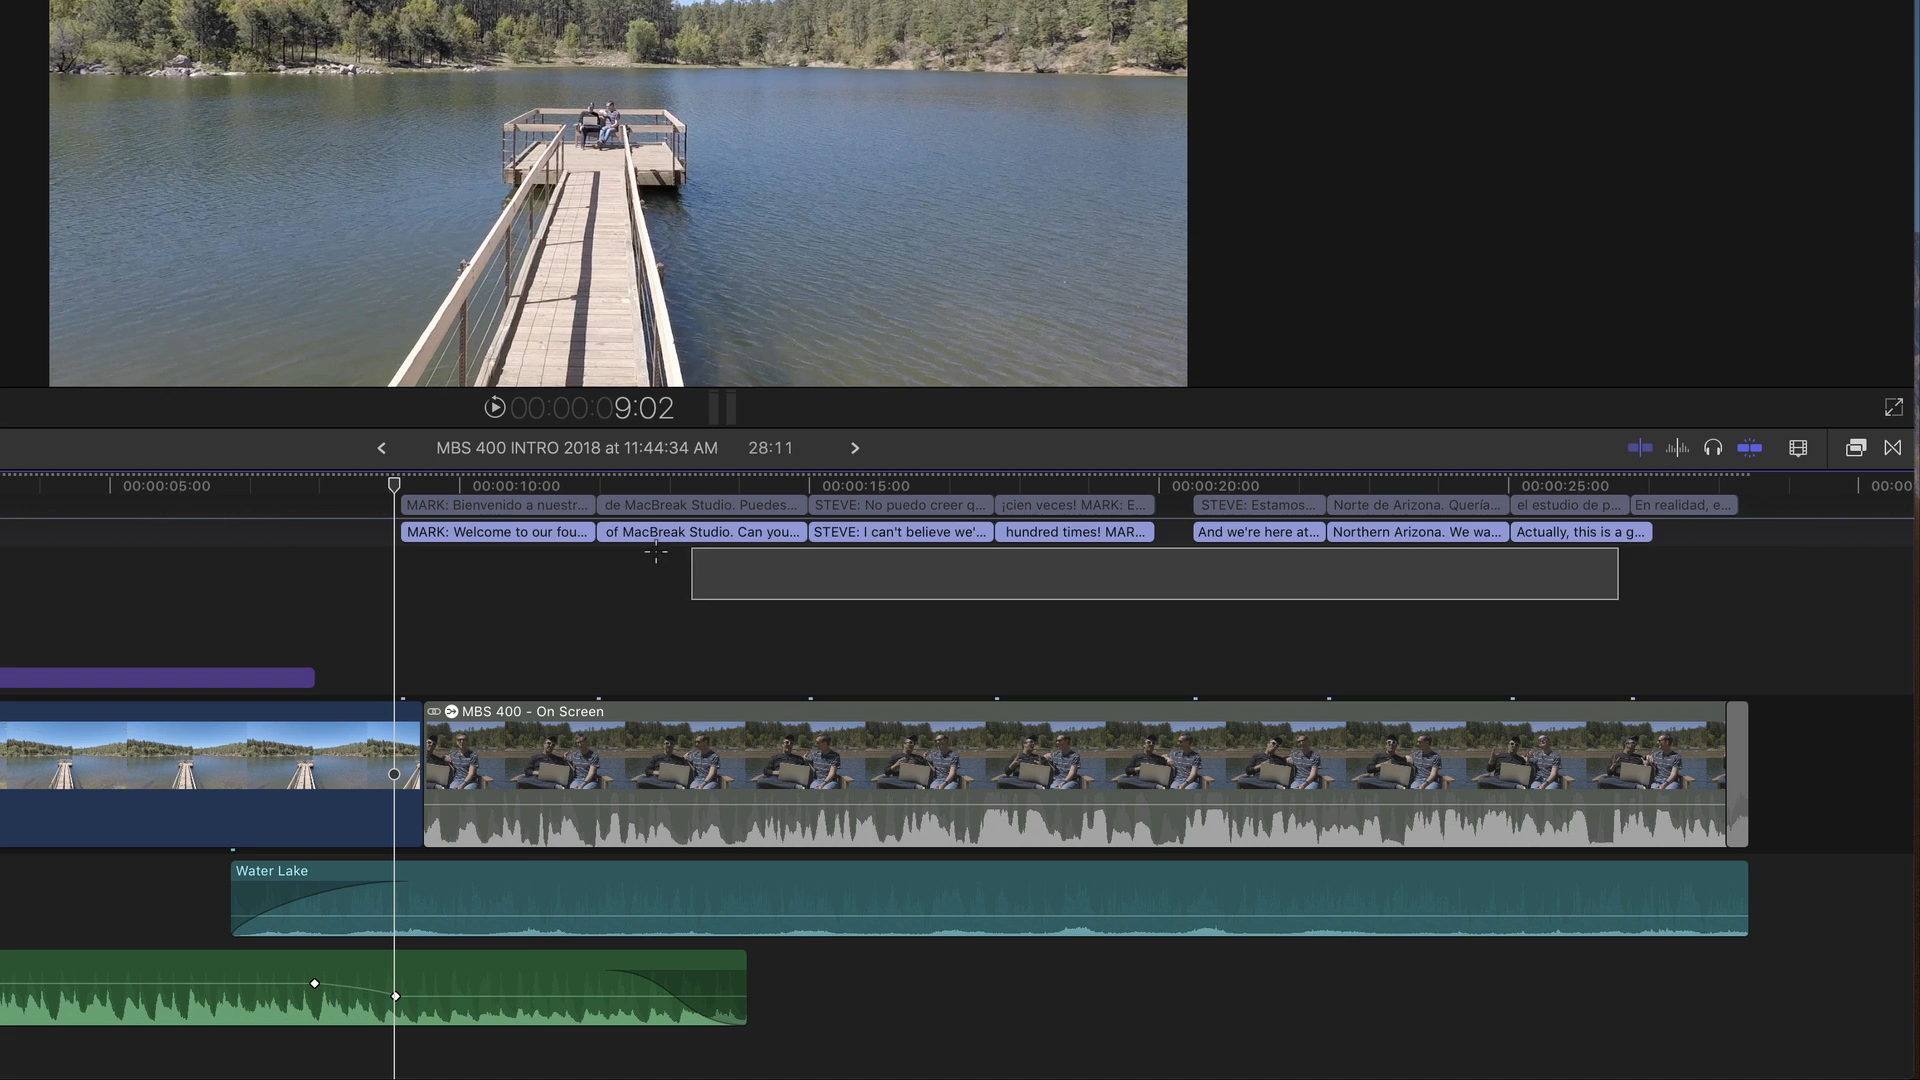 00:00:09:02
MBS 400 INTRO 2018 at 11:44:34 AM 28:11
00:00:05:00 00:00:10:00 00:00:15:00 00:00:20:00 00:00:25:00 00:00
MARK: Bienvenido a nuestr... de MacBreak Studio. Puedes... STEVE: No puedo creer q... ¡cien veces! MARK: E... STEVE: Estamos... Norte de Arizona. Quería... el estudio de p... En realidad, e...
MARK: Welcome to our fou... of MacBreak Studio. Can you... STEVE: I can't believe we'... hundred times! MAR... And we're here at... Northern Arizona. We wa... Actually, this is a g...
MBS 400 - On Screen
Water Lake